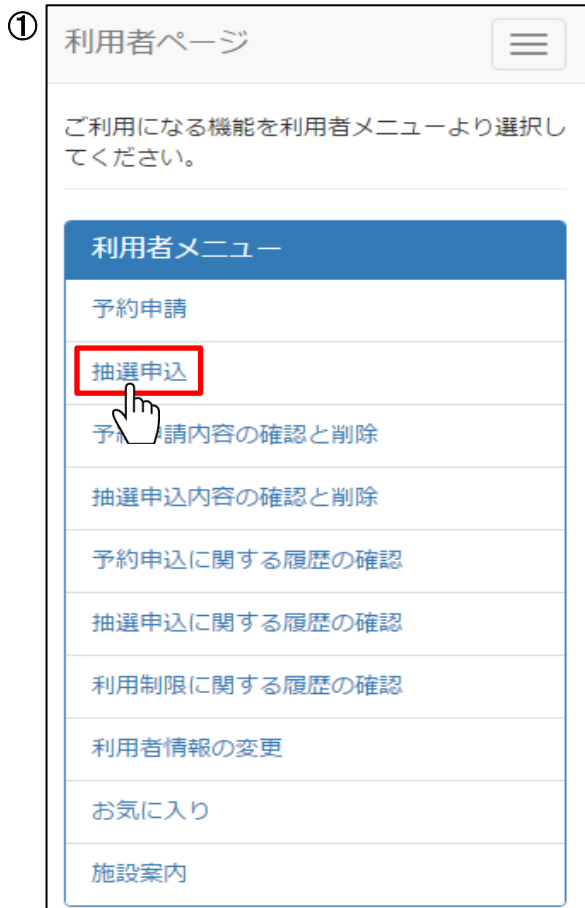 ①
利用者ページ
ご利用になる機能を利用者メニューより選択し
てください。
利用者メニュー
予約申請
抽選申込
予約申請内容の確認と削除
抽選申込内容の確認と削除
予約申込に関する履歴の確認
抽選申込に関する履歴の確認
利用制限に関する履歴の確認
利用者情報の変更
お気に入り
施設案内